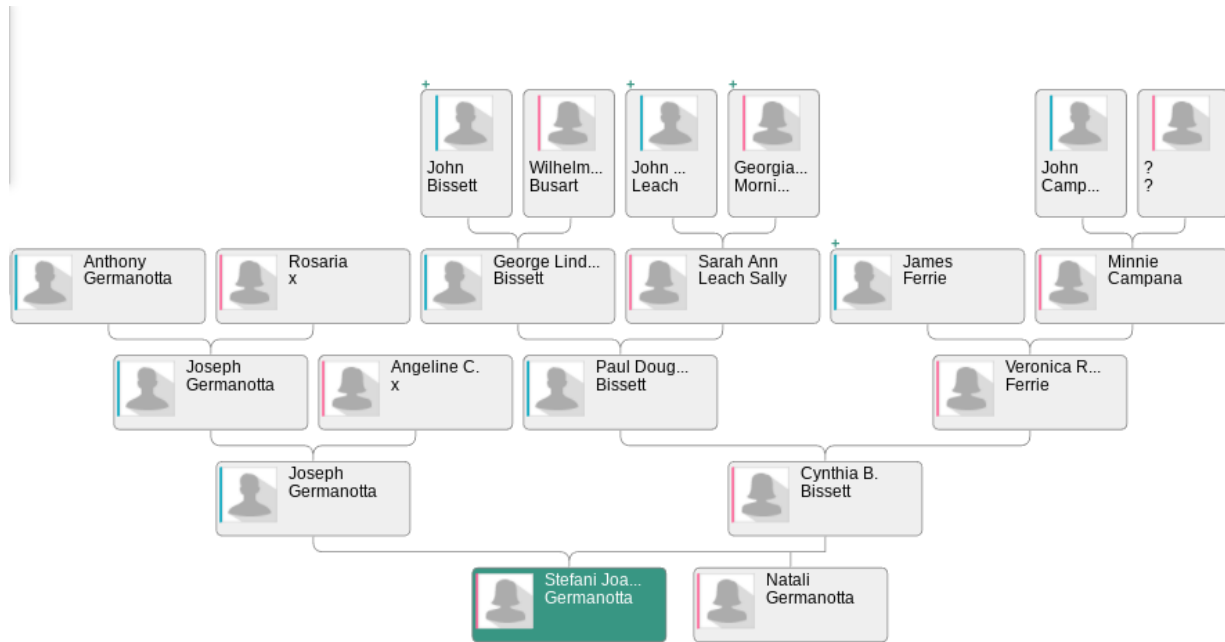 +
+
+
John
Bissett
Wilhelm...
Busart
John ...
Leach
Georgia...
Morni...
John
Camp...
?
?
+
Anthony
Germanotta
Rosaria
x
George Lind...
Bissett
Sarah Ann
Leach Sally
James
Ferrie
Minnie
Campana
Joseph
Germanotta
Angeline C.
x
Paul Doug...
Bissett
Veronica R...
Ferrie
Joseph
Germanotta
Cynthia B.
Bissett
Stefani Joa...
Germanotta
Natali
Germanotta